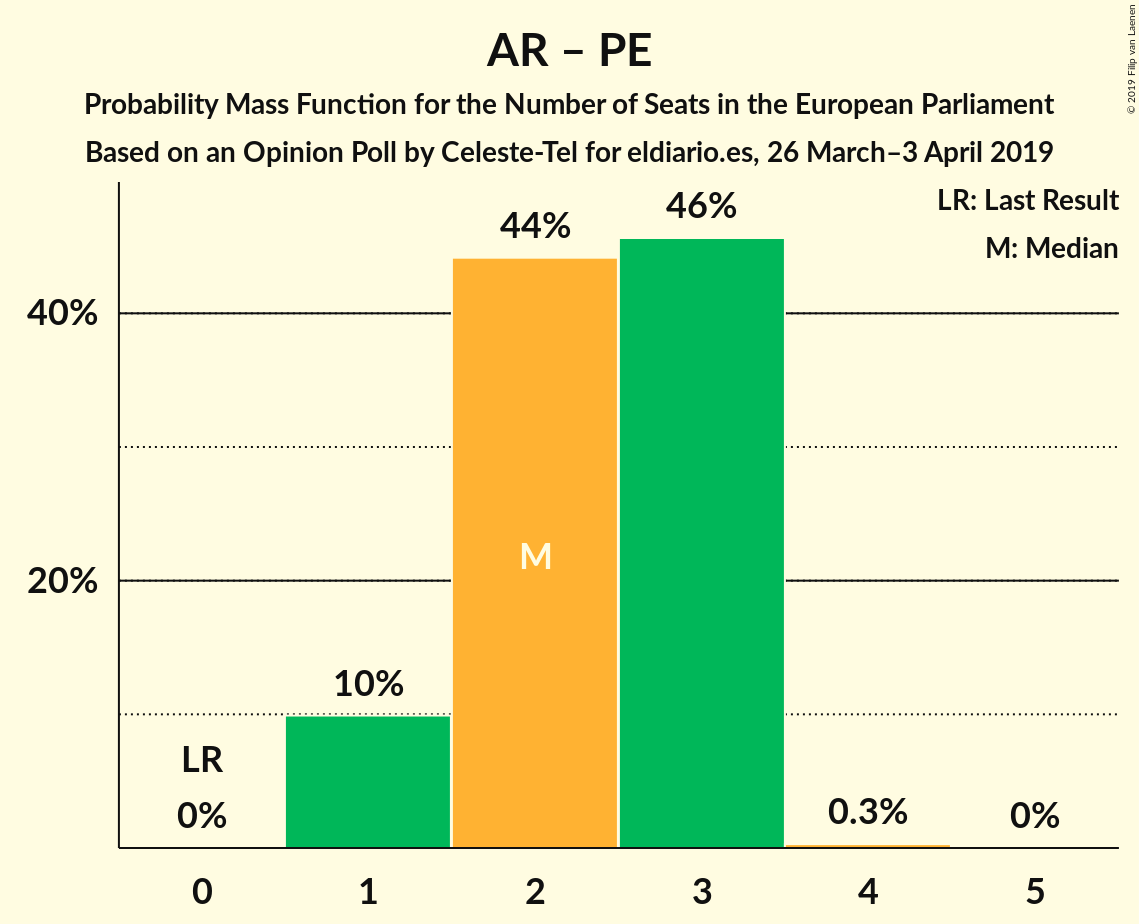 AR – PE
Probability Mass Function for the Number of Seats in the European Parliament
Based on an Opinion Poll by Celeste-Tel for eldiario.es, 26 March–3 April 2019
© 2019 Filip van Laenen
LR: Last Result
M: Median
46%
44%
40%
M
20%
10%
LR
0%
0.3%
0%
0 1 2 3 4 5